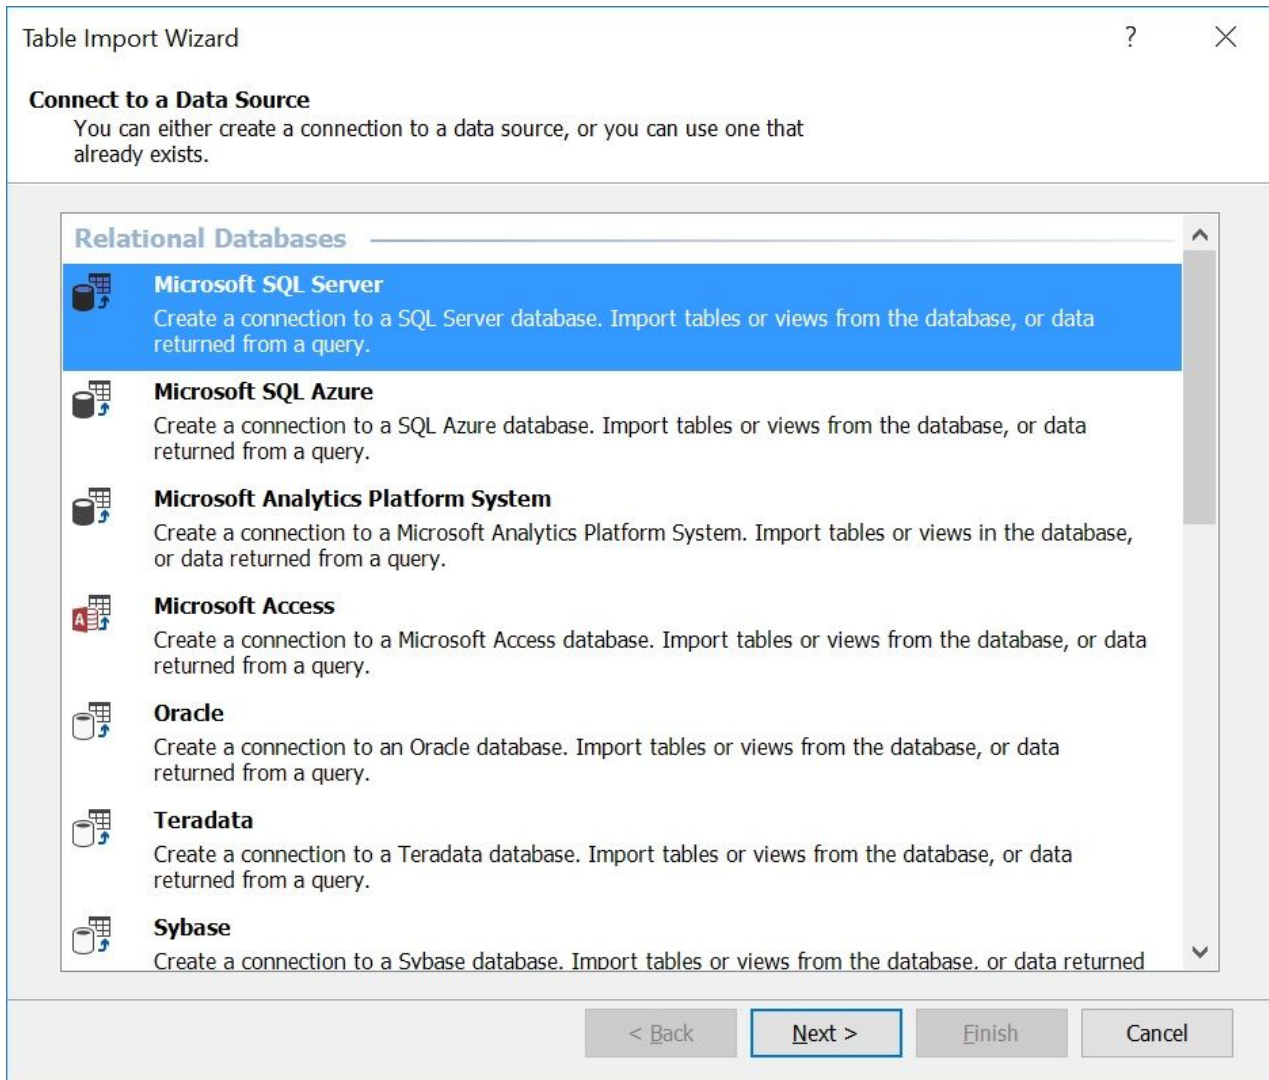 Table Import Wizard
?
Connect to a Data Source
You can either create a connection to a data source, or you can use one that
already exists.
Relational Databases
Microsoft SQL Server
Create a connection to a SQL Server database. Import tables or views from the database, or data
returned from a query.
Microsoft SQL Azure
Create a connection to a SQL Azure database. Import tables or views from the database, or data
returned from a query.
Microsoft Analytics Platform System
Create a connection to a Microsoft Analytics Platform System. Import tables or views in the database,
or data returned from a query.
Microsoft Access
Create a connection to a Microsoft Access database. Import tables or views from the database, or data
returned from a query.
Oracle
Create a connection to an Oracle database. Import tables or views from the database, or data
returned from a query.
Teradata
Create a connection to a Teradata database. Import tables or views from the database, or data
returned from a query.
Sybase
Create a connection to a Sybase database. Import tables or views from the database, or data returned
< Back
Next >
Finish
Cancel